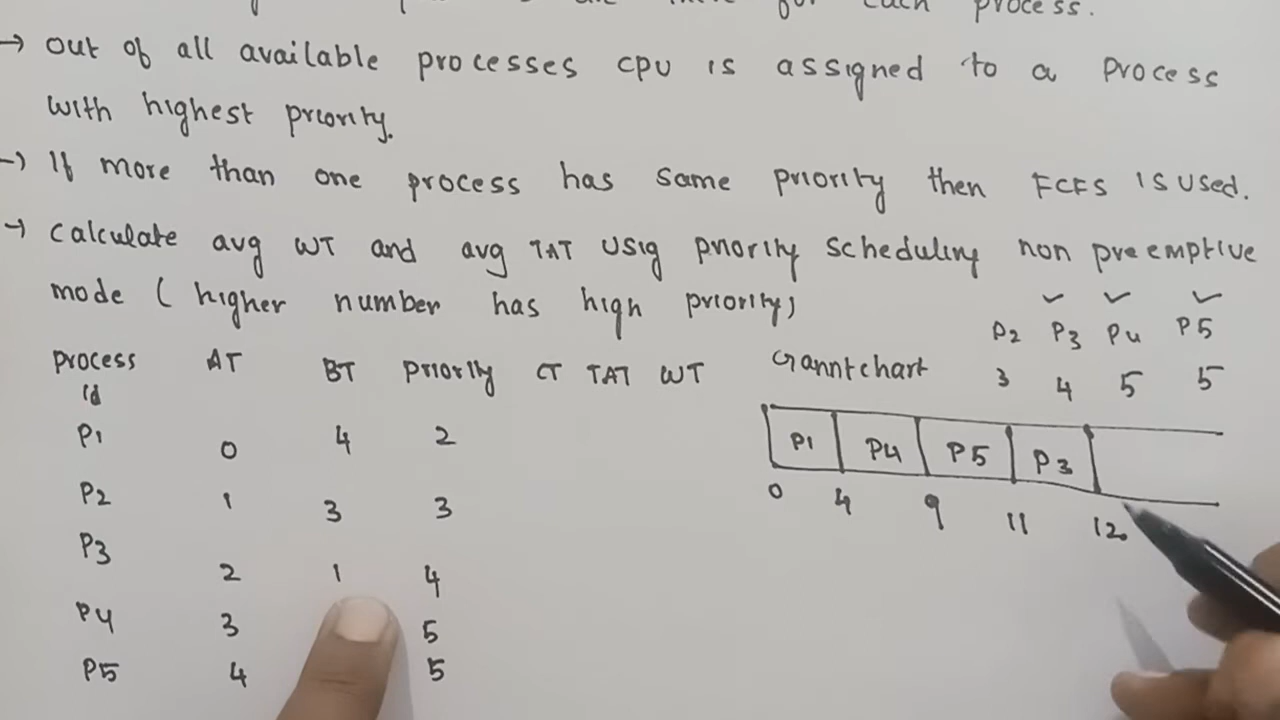 for each process.
→ out of all available processes cpu is assigned to a process
with highest priority.
→ If more than one process has same priority then FCFS is used.
→ calculate avg WT and avg TAT usig priority scheduling non preemptive
mode (higher number has high priority)
P2 P3 P4 P5
3 4 5 5
process id AT BT priority CT TAT WT
P1 0 4 2
P2 1 3 3
P3 2 1 4
P4 3 5
P5 4 5
Ganntchart
P1 P4 P5 P3
0 4 9 11 12